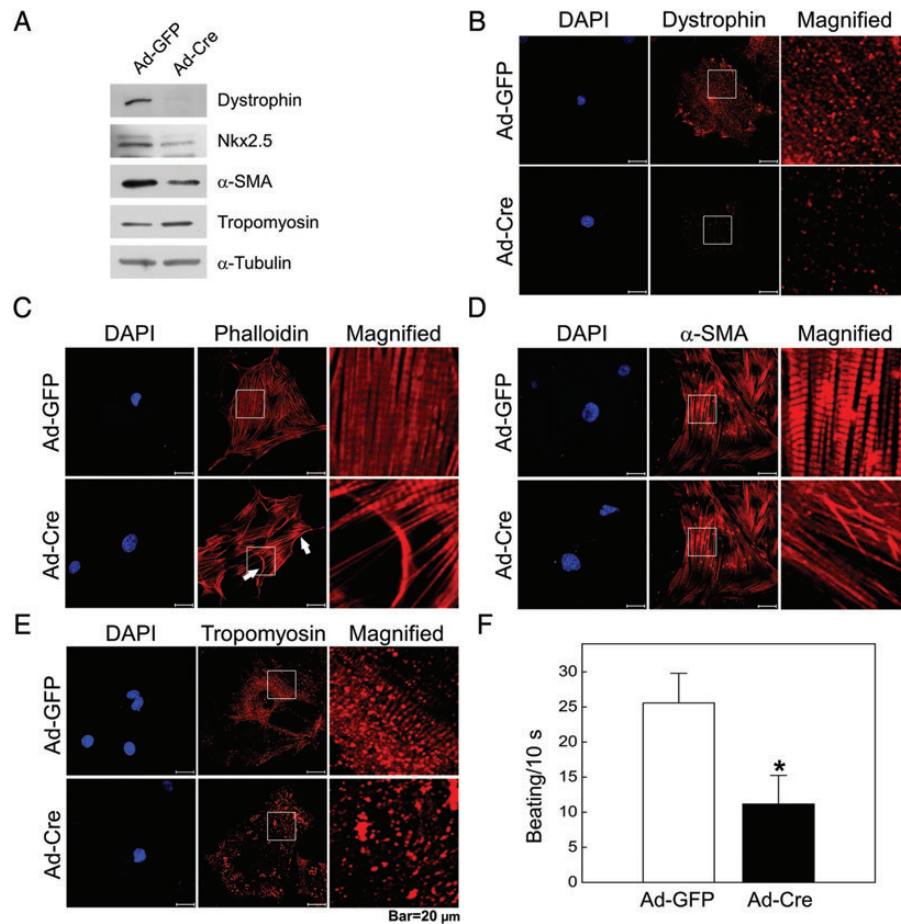 A
Ad-GFP Ad-Cre
Dystrophin
Nkx2.5
α-SMA
Tropomyosin
α-Tubulin
B
DAPI Dystrophin Magnified
Ad-GFP
Ad-Cre
C
DAPI Phalloidin Magnified
Ad-GFP
Ad-Cre
D
DAPI α-SMA Magnified
Ad-GFP
Ad-Cre
E
DAPI Tropomyosin Magnified
Ad-GFP
Ad-Cre
Bar=20 µm
F
Beating/10 s
30
25
20
15
10
5
0
*
Ad-GFP Ad-Cre